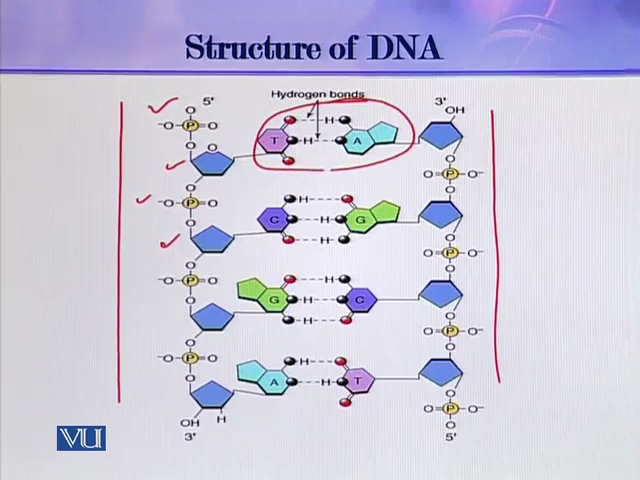 Structure of DNA
Hydrogen bonds
5' 3'
O OH
⁻O P O H A
T H
O O
O P O⁻
O
⁻O P O C H G O
H
O H O P O⁻
O O
⁻O P O G H C O
H
O H O P O⁻
O O
⁻O P O A H T O
O H O P O⁻
OH H O
3' 5'
VU